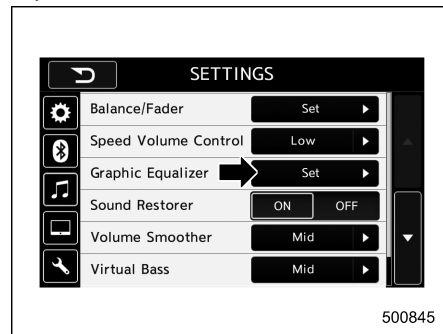 SETTINGS
Balance/Fader Set
Speed Volume Control Low
Graphic Equalizer Set
Sound Restorer ON OFF
Volume Smoother Mid
Virtual Bass Mid
500845